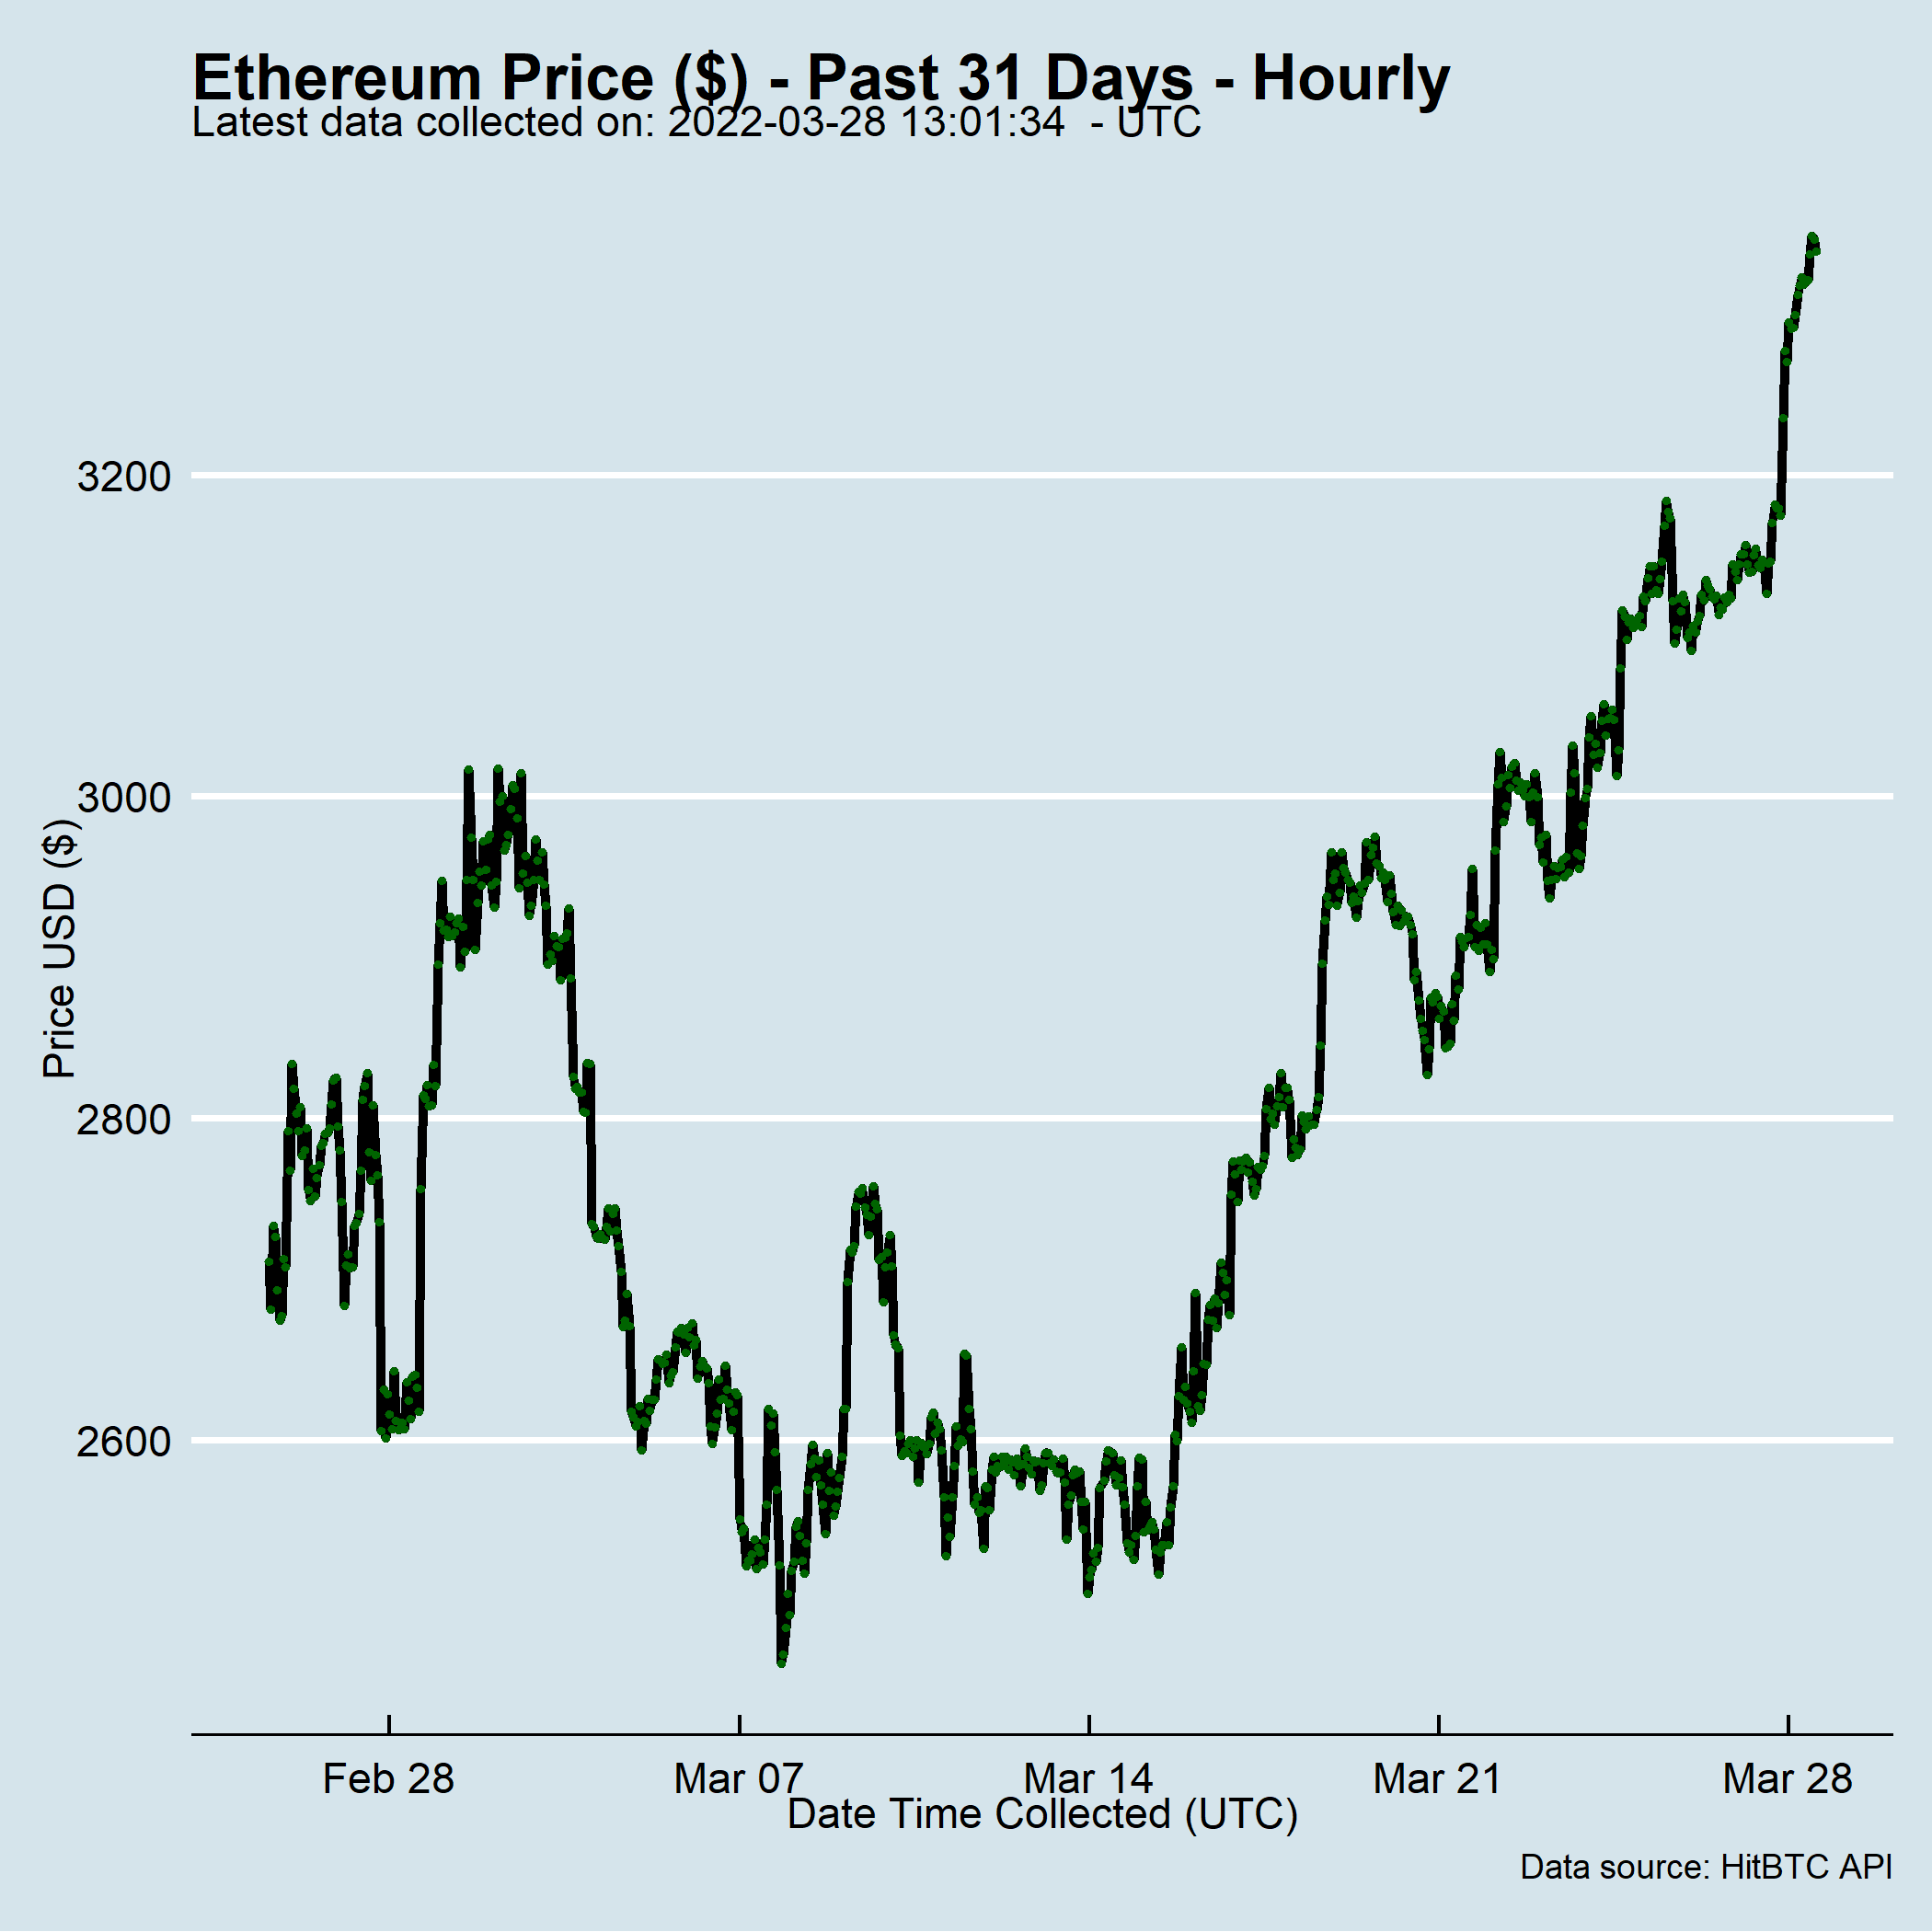 Ethereum Price ($) - Past 31 Days - Hourly
Latest data collected on: 2022-03-28 13:01:34  - UTC
Price USD ($)
3200
3000
2800
2600
Feb 28
Mar 07
Mar 14
Mar 21
Mar 28
Date Time Collected (UTC)
Data source: HitBTC API